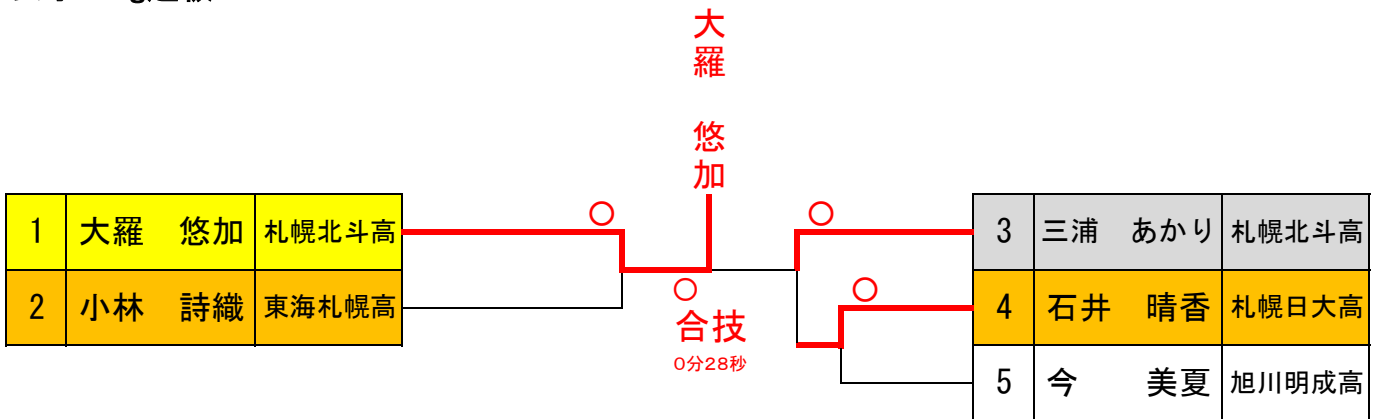 大羅 悠加
1 大羅 悠加 札幌北斗高
2 小林 詩織 東海札幌高
○
○
○
合技
0分28秒
○
3 三浦 あかり 札幌北斗高
4 石井 晴香 札幌日大高
5 今 美夏 旭川明成高